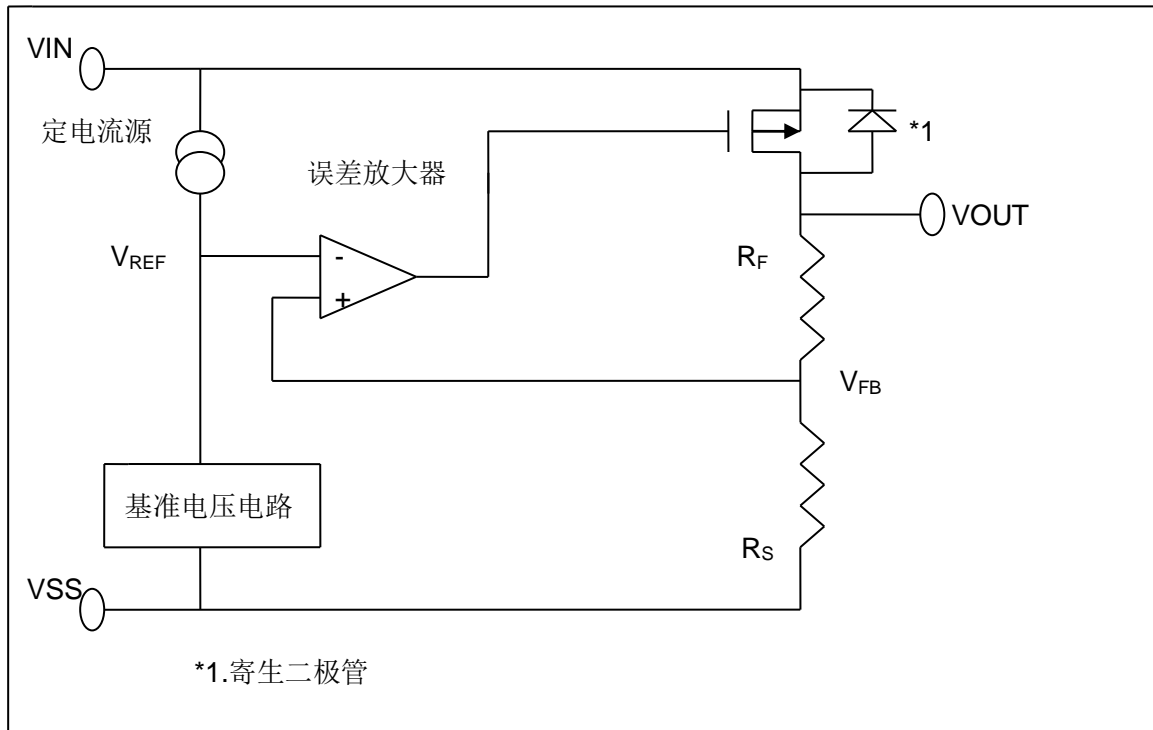 VIN
定电流源
*1
误差放大器
VOUT
VREF
-
RF
+
VFB
基准电压电路
RS
VSS
*1.寄生二极管